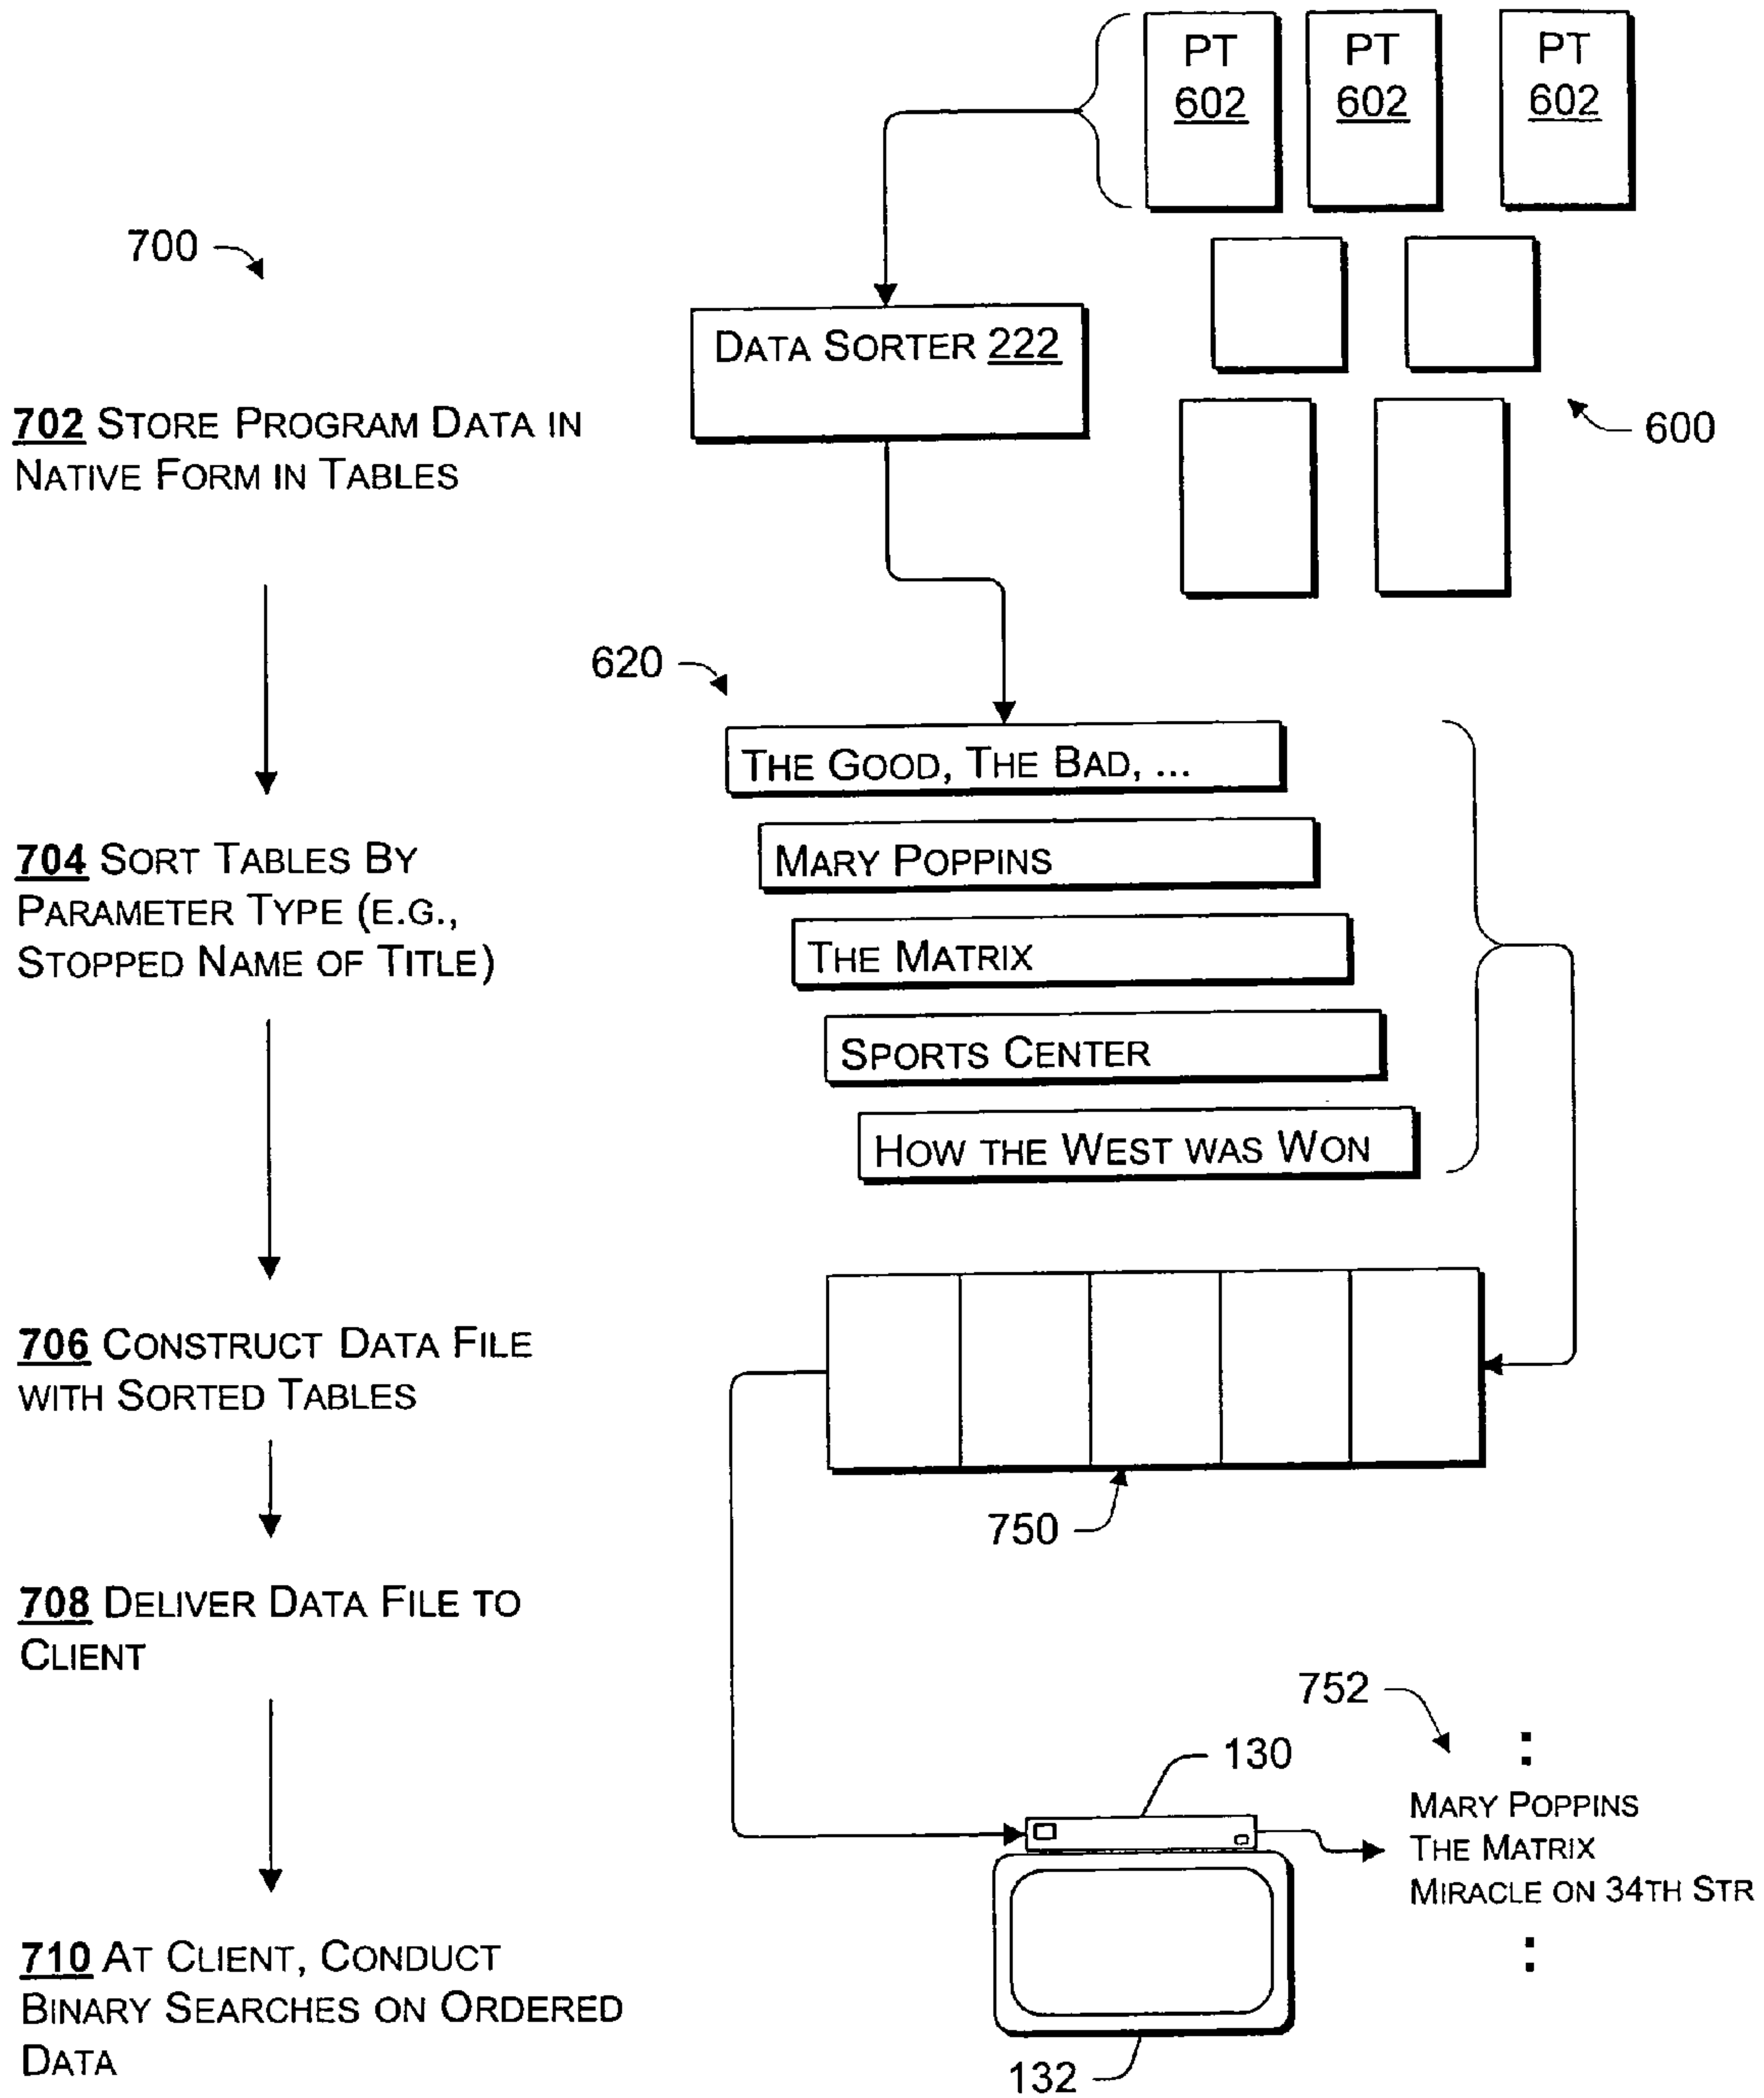 PT
602
PT
602
PT
602
700
DATA SORTER 222
702 STORE PROGRAM DATA IN
NATIVE FORM IN TABLES
600
620
THE GOOD, THE BAD, ...
MARY POPPINS
704 SORT TABLES BY
PARAMETER TYPE (E.G.,
STOPPED NAME OF TITLE)
THE MATRIX
SPORTS CENTER
HOW THE WEST WAS WON
706 CONSTRUCT DATA FILE
WITH SORTED TABLES
750
708 DELIVER DATA FILE TO
CLIENT
752
130
MARY POPPINS
THE MATRIX
MIRACLE ON 34TH STR
710 AT CLIENT, CONDUCT
BINARY SEARCHES ON ORDERED
DATA
132